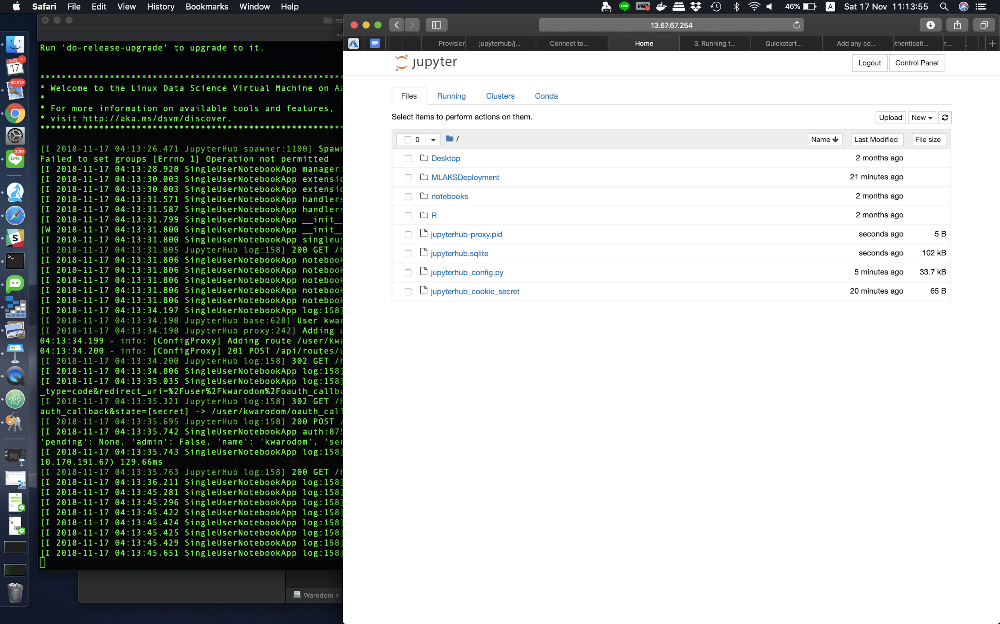 Safari File Edit View History Bookmarks Window Help
LINE
46%
A
Sat 17 Nov 11:13:55
NOV 1
17
40,923
3261
LINE
S
>_
~/
Run 'do-release-upgrade' to upgrade to it.
*********************************************************
* Welcome to the Linux Data Science Virtual Machine on Az
*
* For more information on available tools and features,
* visit http://aka.ms/dsvm/discover.
*********************************************************
[I 2018-11-17 04:13:26.471 JupyterHub spawner:1100] Spawn
Failed to set groups [Errno 1] Operation not permitted
[I 2018-11-17 04:13:28.920 SingleUserNotebookApp manager:
[I 2018-11-17 04:13:30.003 SingleUserNotebookApp extensio
[I 2018-11-17 04:13:30.003 SingleUserNotebookApp extensio
[I 2018-11-17 04:13:31.571 SingleUserNotebookApp handlers
[I 2018-11-17 04:13:31.587 SingleUserNotebookApp handlers
[I 2018-11-17 04:13:31.799 SingleUserNotebookApp __init__
[W 2018-11-17 04:13:31.800 SingleUserNotebookApp __init__
[I 2018-11-17 04:13:31.800 SingleUserNotebookApp singleus
[I 2018-11-17 04:13:31.805 JupyterHub log:158] 200 GET /h
[I 2018-11-17 04:13:31.806 SingleUserNotebookApp notebook
[I 2018-11-17 04:13:31.806 SingleUserNotebookApp notebook
[I 2018-11-17 04:13:31.806 SingleUserNotebookApp notebook
[I 2018-11-17 04:13:31.806 SingleUserNotebookApp notebook
[I 2018-11-17 04:13:31.806 SingleUserNotebookApp notebook
[I 2018-11-17 04:13:34.197 SingleUserNotebookApp log:158]
[I 2018-11-17 04:13:34.198 JupyterHub base:628] User kwar
[I 2018-11-17 04:13:34.198 JupyterHub proxy:242] Adding u
04:13:34.199 - info: [ConfigProxy] Adding route /user/kwa
04:13:34.200 - info: [ConfigProxy] 201 POST /api/routes/u
[I 2018-11-17 04:13:34.200 JupyterHub log:158] 302 GET /h
[I 2018-11-17 04:13:34.806 SingleUserNotebookApp log:158]
[I 2018-11-17 04:13:35.035 SingleUserNotebookApp log:158]
_type=code&redirect_uri=%2Fuser%2Fkwarodom%2Foauth_callba
[I 2018-11-17 04:13:35.321 JupyterHub log:158] 302 GET /h
auth_callback&state=[secret] -> /user/kwarodom/oauth_call
[I 2018-11-17 04:13:35.695 JupyterHub log:158] 200 POST /
[I 2018-11-17 04:13:35.742 SingleUserNotebookApp auth:875
'pending': None, 'admin': False, 'name': 'kwarodom', 'ser
[I 2018-11-17 04:13:35.743 SingleUserNotebookApp log:158]
10.170.191.67) 129.66ms
[I 2018-11-17 04:13:35.763 JupyterHub log:158] 200 GET /h
[I 2018-11-17 04:13:36.211 SingleUserNotebookApp log:158]
[I 2018-11-17 04:13:45.281 SingleUserNotebookApp log:158]
[I 2018-11-17 04:13:45.296 SingleUserNotebookApp log:158]
[I 2018-11-17 04:13:45.422 SingleUserNotebookApp log:158]
[I 2018-11-17 04:13:45.424 SingleUserNotebookApp log:158]
[I 2018-11-17 04:13:45.425 SingleUserNotebookApp log:158]
[I 2018-11-17 04:13:45.429 SingleUserNotebookApp log:158]
[I 2018-11-17 04:13:45.651 SingleUserNotebookApp log:158]
Warodom ›
13.67.67.254
Provision jupyterhub/j... Connect to... Home 3. Running t... Quickstart... Add any ad... thenticati... r... .
jupyter Logout Control Panel
Files Running Clusters Conda
Select items to perform actions on them. Upload New
0 / Name Last Modified File size
Desktop 2 months ago
MLAKSDeployment 21 minutes ago
notebooks 2 months ago
R 2 months ago
jupyterhub-proxy.pid seconds ago 5 B
jupyterhub.sqlite seconds ago 102 kB
jupyterhub_config.py 5 minutes ago 33.7 kB
jupyterhub_cookie_secret 20 minutes ago 65 B